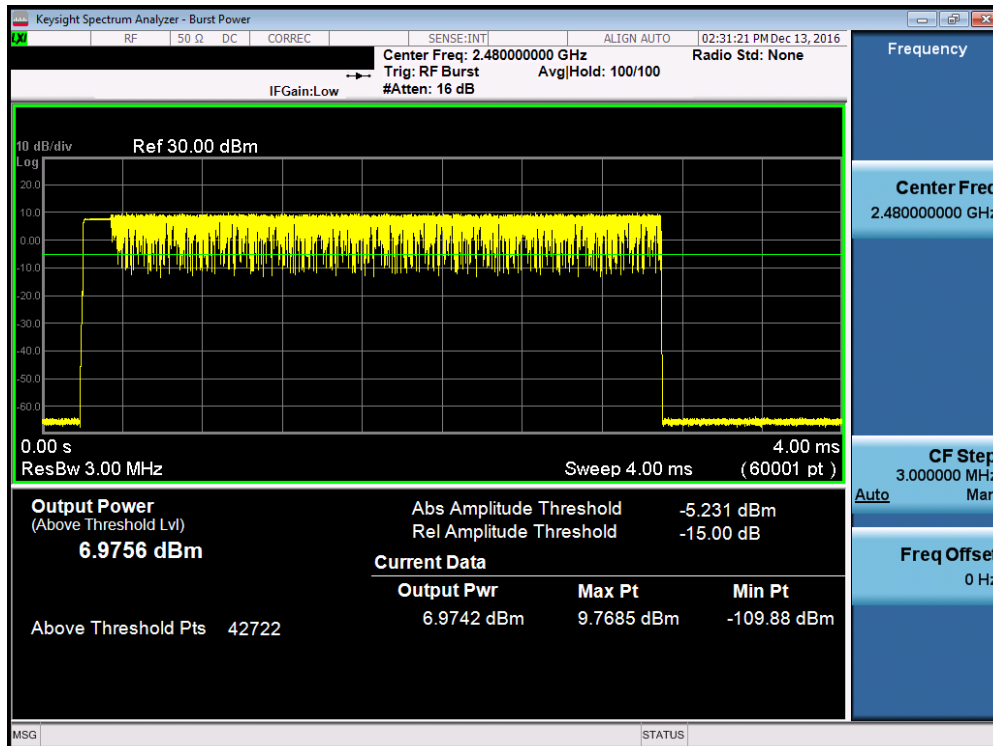 Keysight Spectrum Analyzer - Burst Power
LXI RF 50 Ω DC CORREC SENSE:INT ALIGN AUTO 02:31:21 PM Dec 13, 2016
Center Freq: 2.480000000 GHz Radio Std: None
Trig: RF Burst Avg|Hold: 100/100
IFGain:Low #Atten: 16 dB
10 dB/div Ref 30.00 dBm
Log
20.0
10.0
0.00
-10.0
-20.0
-30.0
-40.0
-50.0
-60.0
0.00 s 4.00 ms
ResBw 3.00 MHz Sweep 4.00 ms (60001 pt )
Output Power
(Above Threshold Lvl)
6.9756 dBm
Above Threshold Pts 42722
Abs Amplitude Threshold -5.231 dBm
Rel Amplitude Threshold -15.00 dB
Current Data
Output Pwr Max Pt Min Pt
6.9742 dBm 9.7685 dBm -109.88 dBm
Frequency
Center Freq
2.480000000 GHz
CF Step
3.000000 MHz
Auto Man
Freq Offset
0 Hz
MSG STATUS